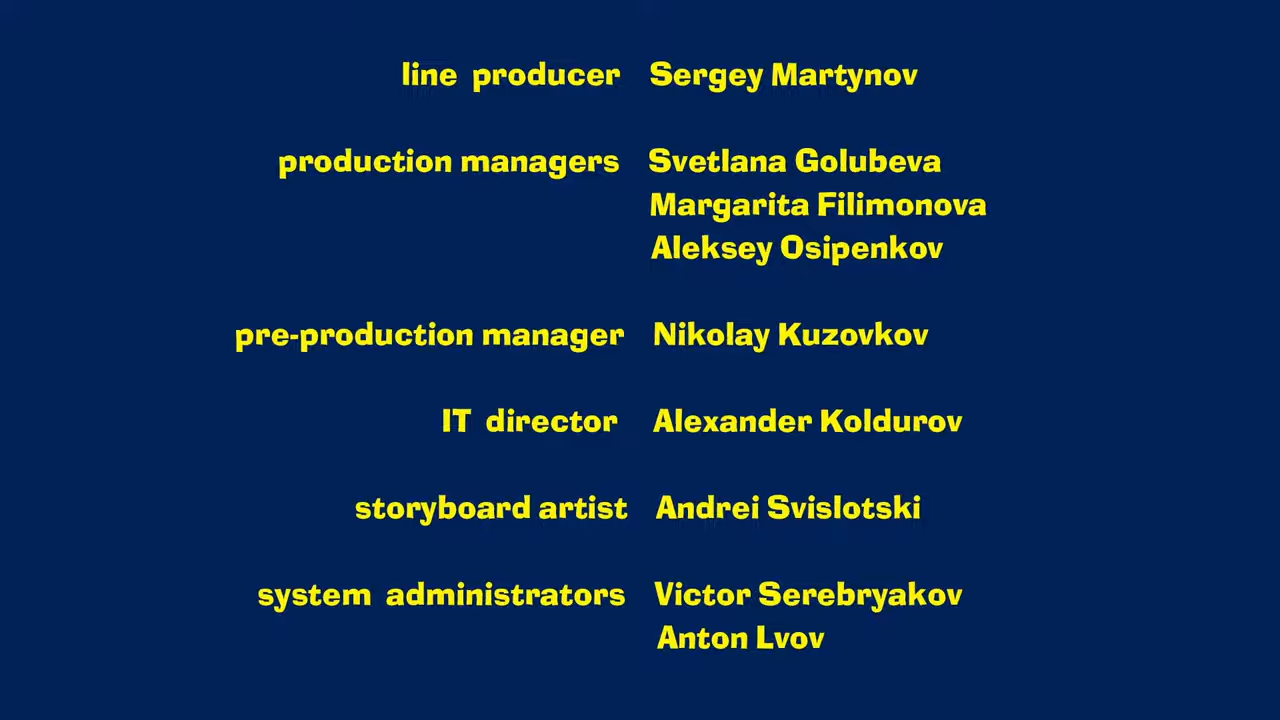 line producer Sergey Martynov
production managers Svetlana Golubeva
Margarita Filimonova
Aleksey Osipenkov
pre-production manager Nikolay Kuzovkov
IT director Alexander Koldurov
storyboard artist Andrei Svislotski
system administrators Victor Serebryakov
Anton Lvov